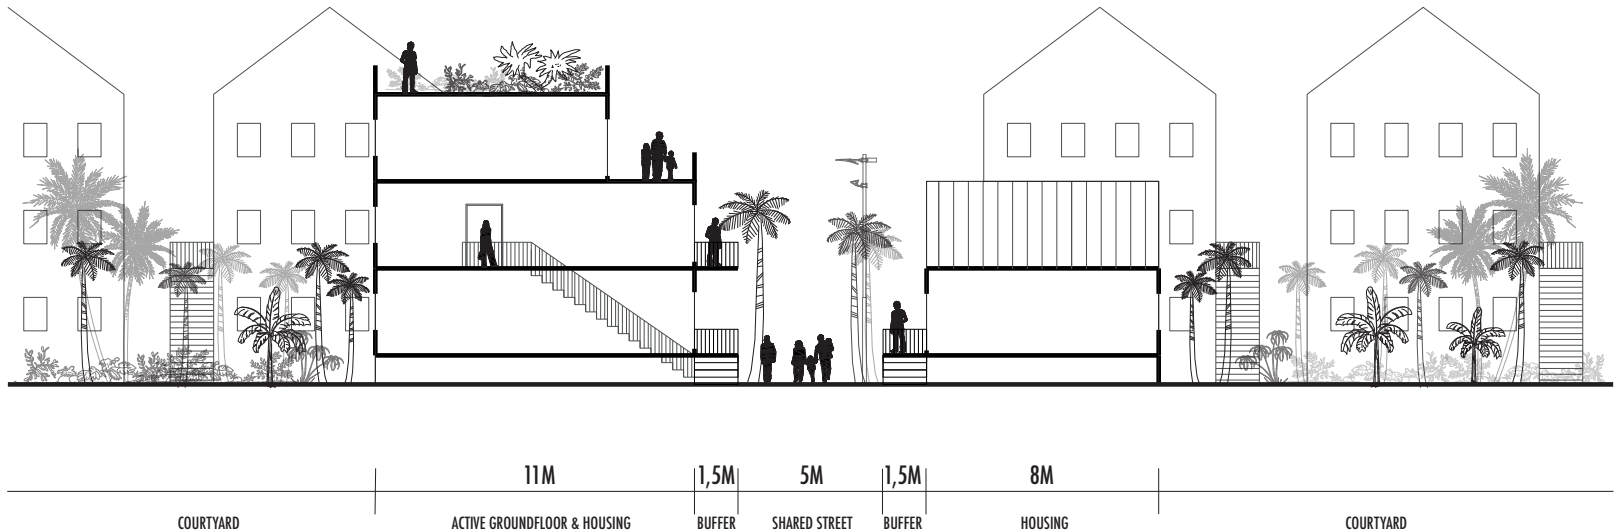 11M 1,5M 5M 1,5M 8M
COURTYARD ACTIVE GROUNDFLOOR & HOUSING BUFFER SHARED STREET BUFFER HOUSING COURTYARD